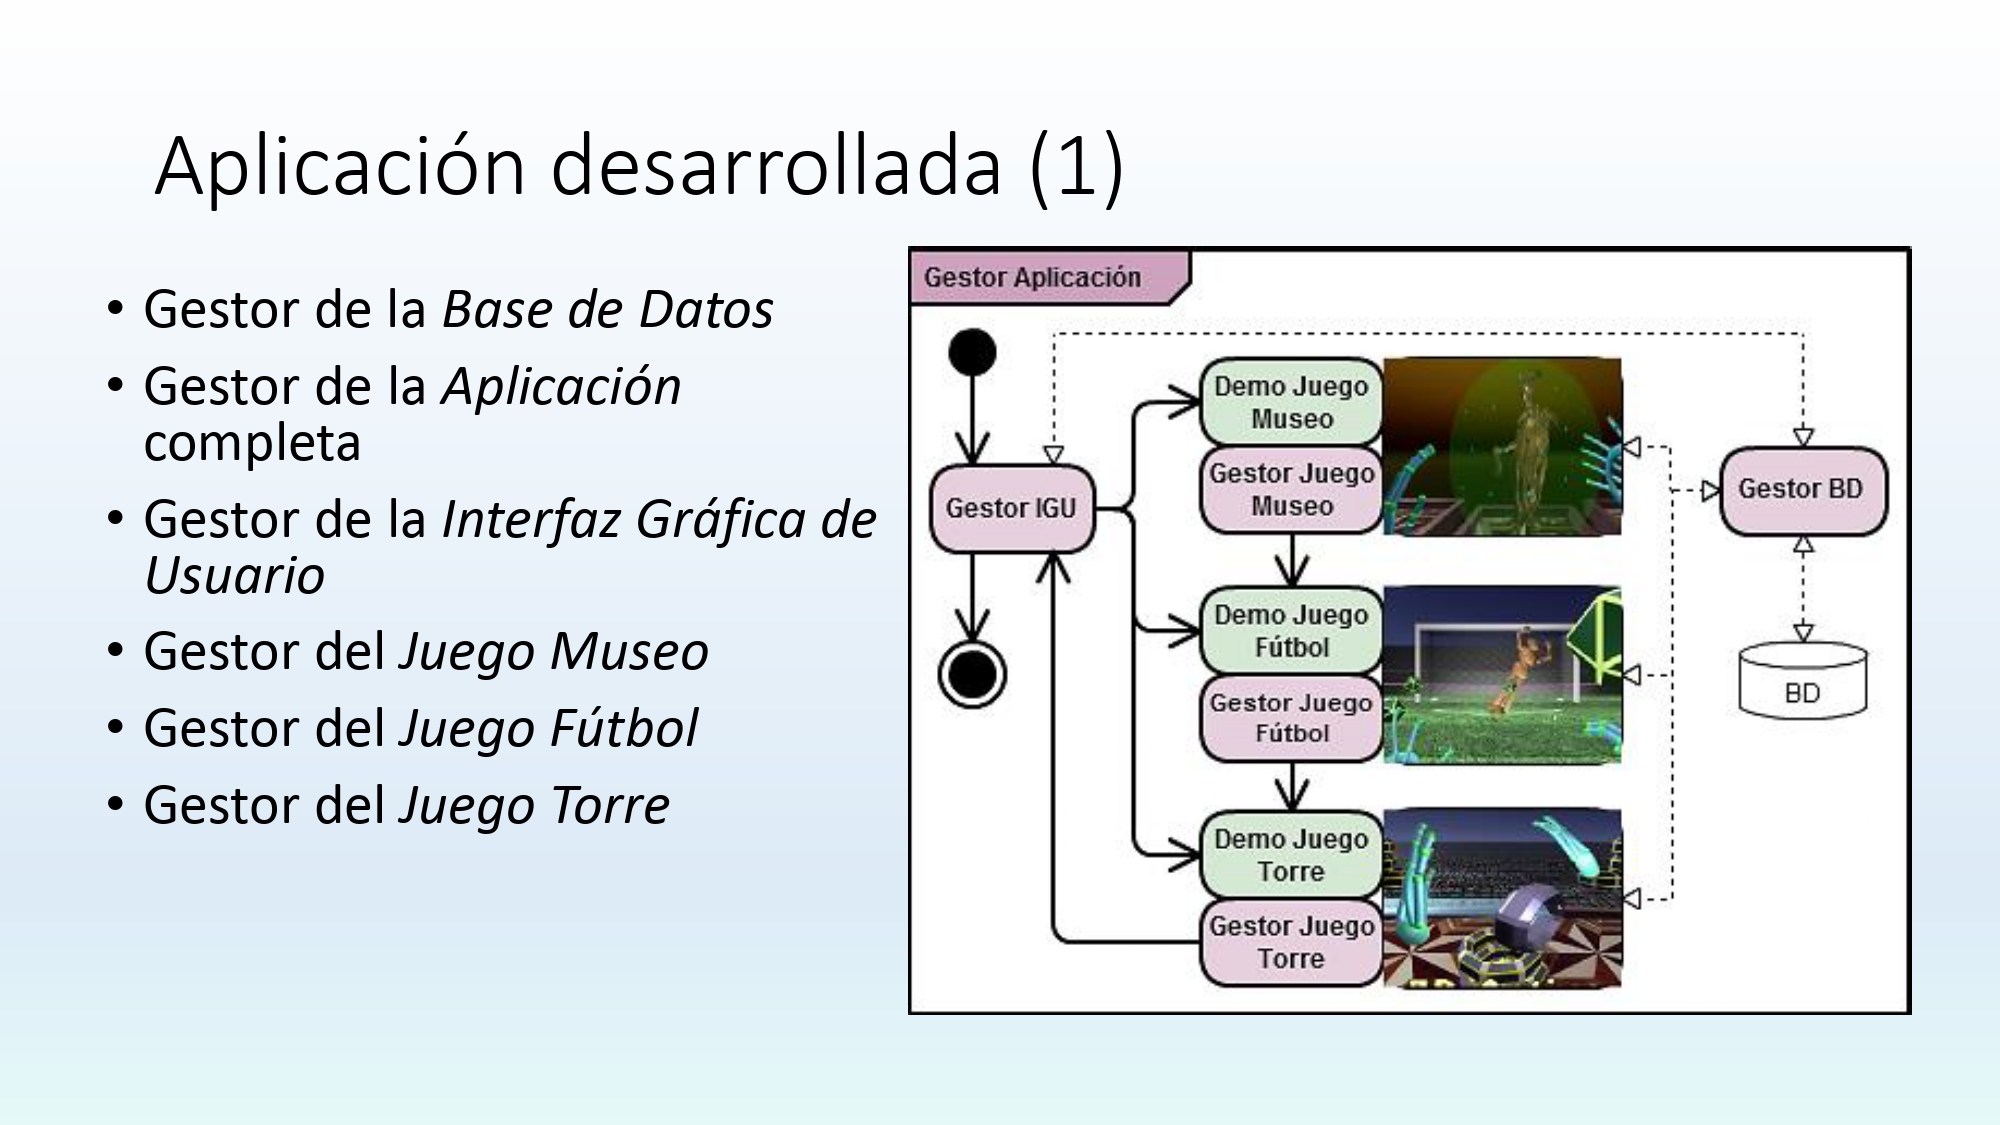 Aplicación desarrollada (1)
• Gestor de la Base de Datos
• Gestor de la Aplicación
completa
• Gestor de la Interfaz Gráfica de
Usuario
• Gestor del Juego Museo
• Gestor del Juego Fútbol
• Gestor del Juego Torre
Gestor Aplicación
Demo Juego
Museo
Gestor Juego
Museo
Gestor IGU
Gestor BD
Demo Juego
Fútbol
Gestor Juego
Fútbol
BD
Demo Juego
Torre
Gestor Juego
Torre